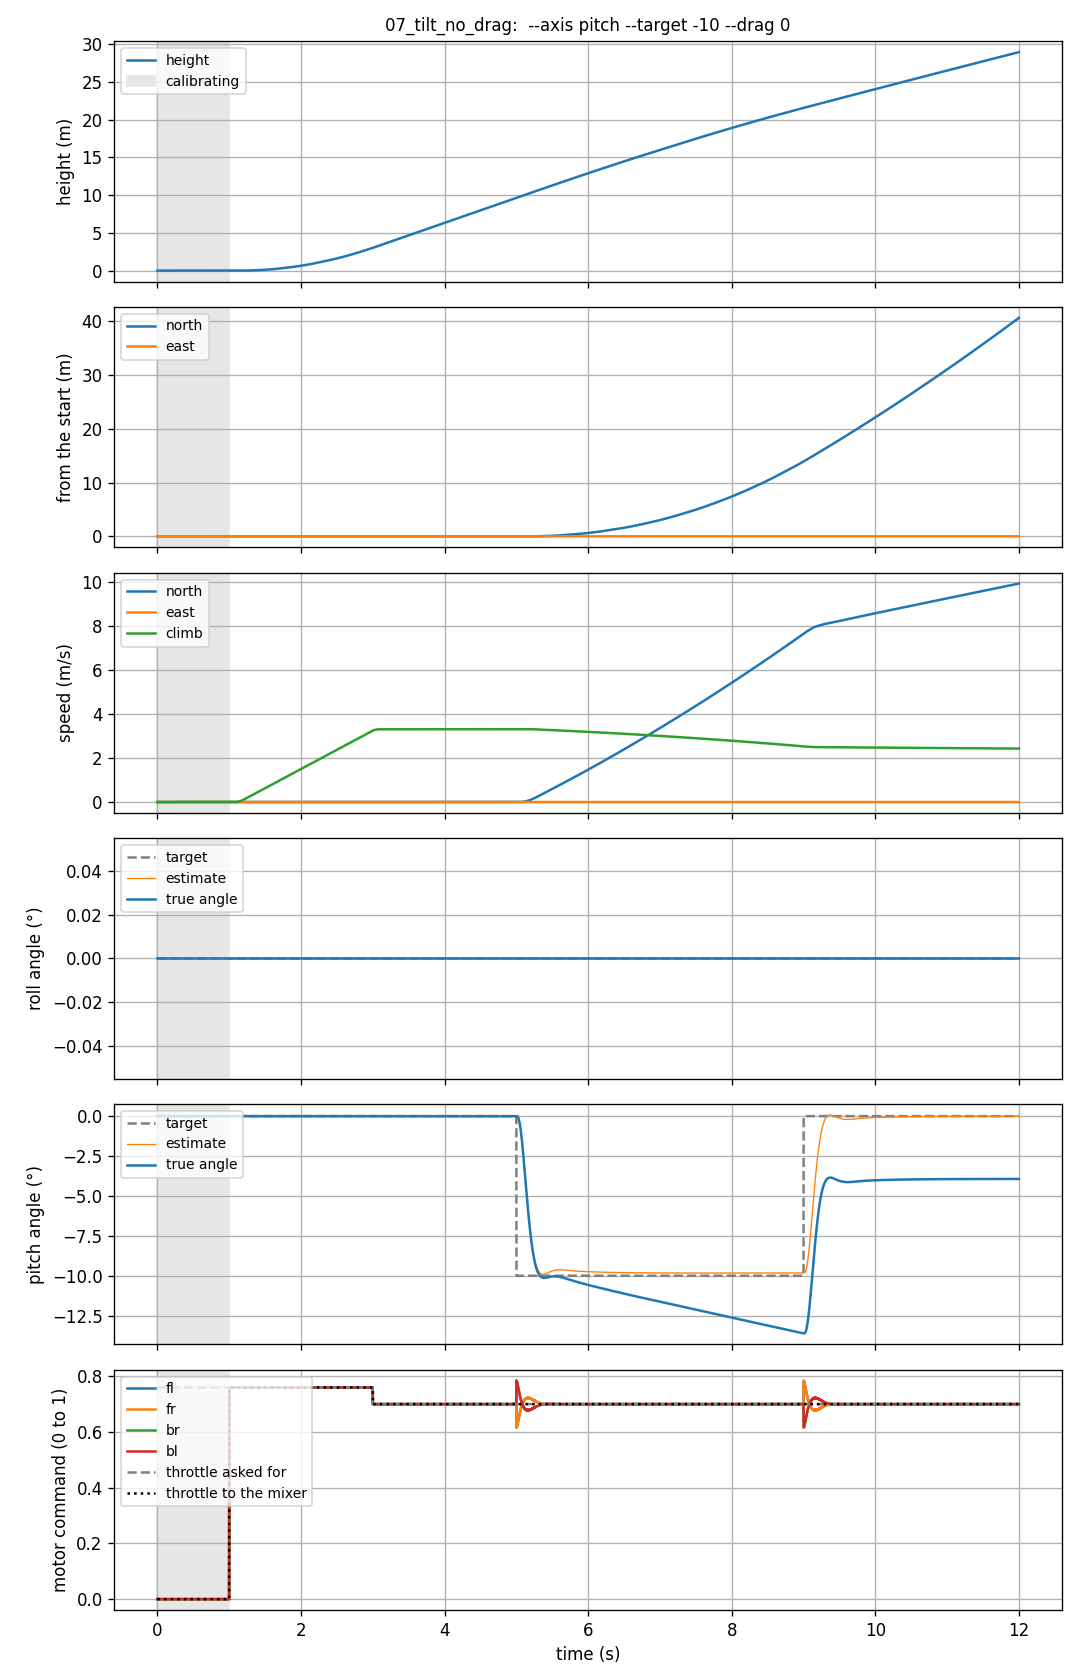 07_tilt_no_drag:  --axis pitch --target -10 --drag 0
height (m)
30
25
20
15
10
5
0
height
calibrating
from the start (m)
40
30
20
10
0
north
east
speed (m/s)
10
8
6
4
2
0
north
east
climb
roll angle (°)
0.04
0.02
0.00
−0.02
−0.04
target
estimate
true angle
pitch angle (°)
0.0
−2.5
−5.0
−7.5
−10.0
−12.5
target
estimate
true angle
motor command (0 to 1)
0.8
0.6
0.4
0.2
0.0
fl
fr
br
bl
throttle asked for
throttle to the mixer
0 2 4 6 8 10 12
time (s)